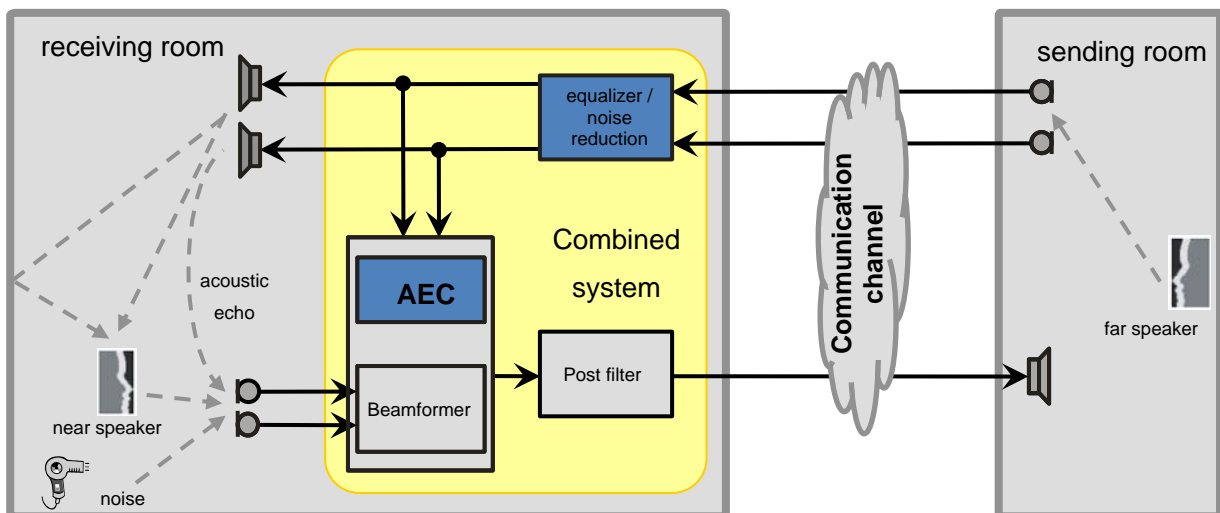 receiving room
sending room
equalizer /
noise
reduction
Combined
system
acoustic
echo
AEC
Communication
channel
far speaker
Post filter
Beamformer
near speaker
noise